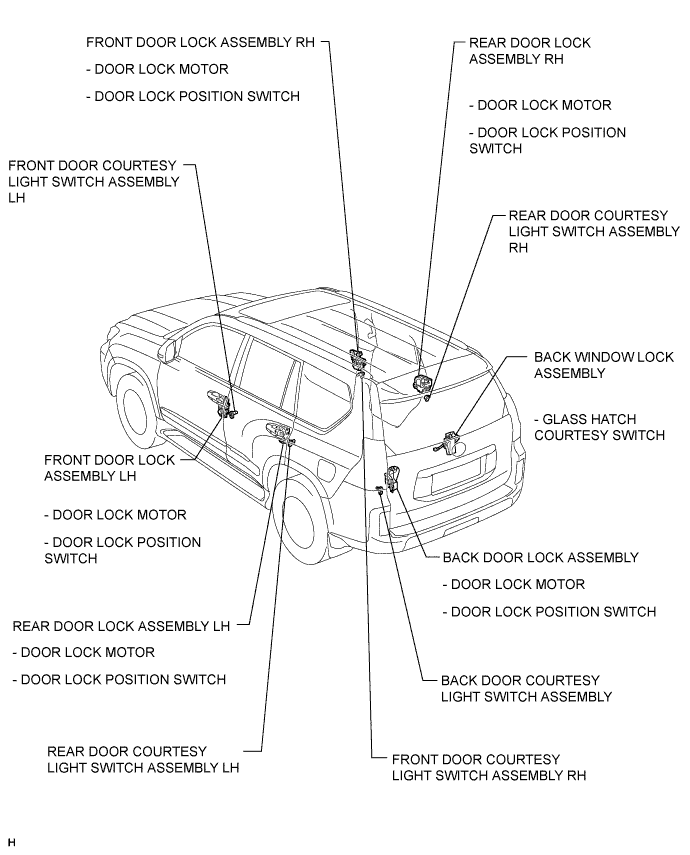 FRONT DOOR LOCK ASSEMBLY RH
- DOOR LOCK MOTOR
- DOOR LOCK POSITION SWITCH
REAR DOOR LOCK
ASSEMBLY RH
- DOOR LOCK MOTOR
- DOOR LOCK POSITION
SWITCH
FRONT DOOR COURTESY
LIGHT SWITCH ASSEMBLY
LH
REAR DOOR COURTESY
LIGHT SWITCH ASSEMBLY
RH
BACK WINDOW LOCK
ASSEMBLY
- GLASS HATCH
COURTESY SWITCH
FRONT DOOR LOCK
ASSEMBLY LH
- DOOR LOCK MOTOR
- DOOR LOCK POSITION
SWITCH
BACK DOOR LOCK ASSEMBLY
- DOOR LOCK MOTOR
- DOOR LOCK POSITION SWITCH
REAR DOOR LOCK ASSEMBLY LH
- DOOR LOCK MOTOR
- DOOR LOCK POSITION SWITCH
BACK DOOR COURTESY
LIGHT SWITCH ASSEMBLY
REAR DOOR COURTESY
LIGHT SWITCH ASSEMBLY LH
FRONT DOOR COURTESY
LIGHT SWITCH ASSEMBLY RH
H